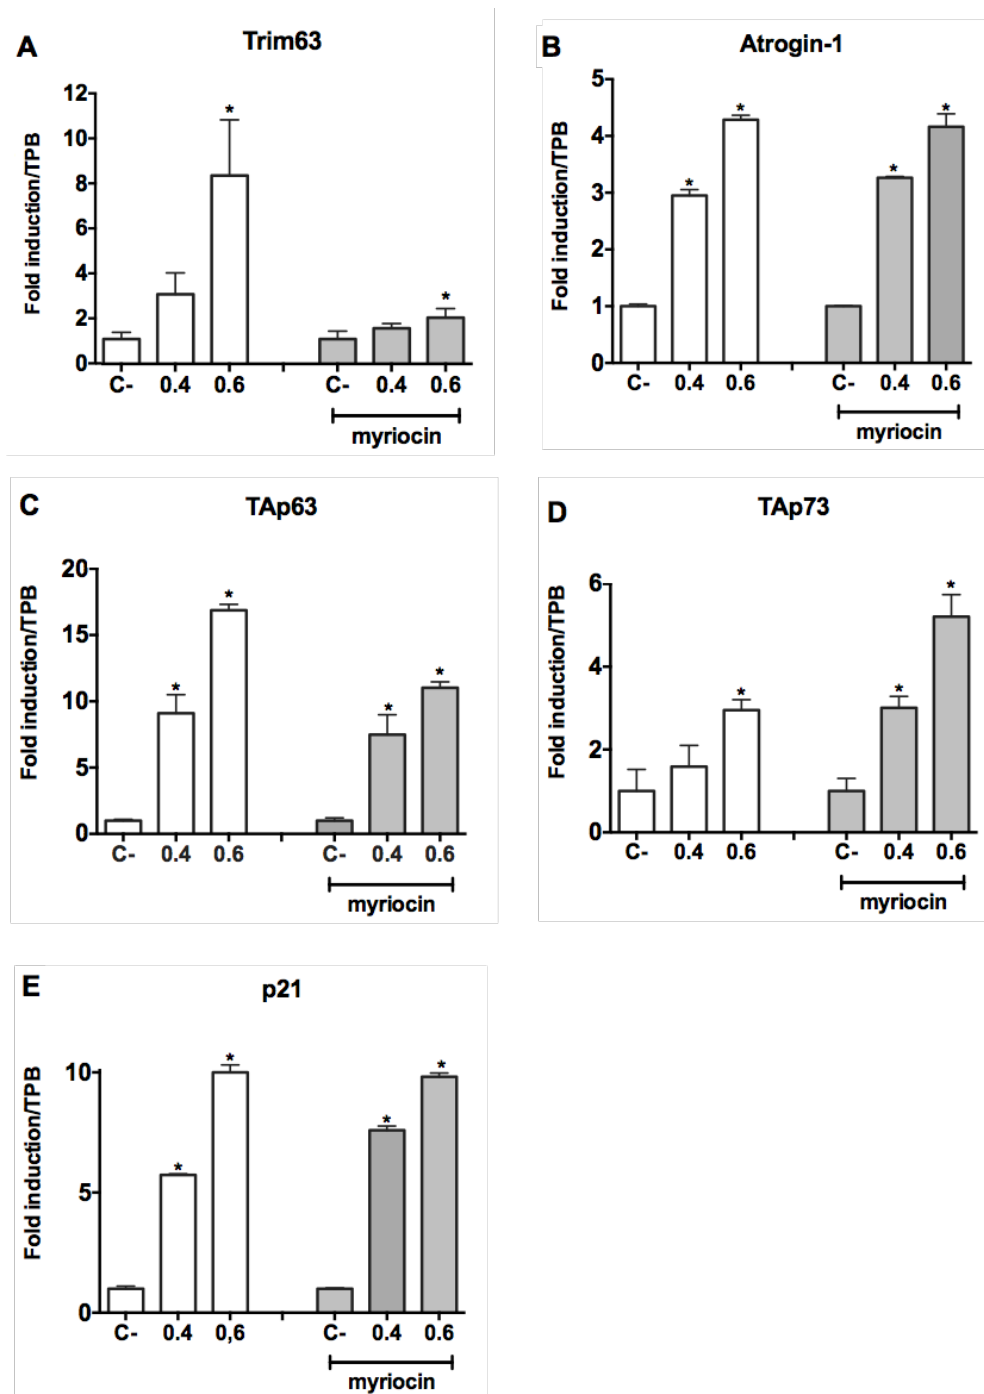 A
Trim63
Fold induction/TPB
12
10
8
6
4
2
0
*
*
C- 0.4 0.6 C- 0.4 0.6
myriocin
B
Atrogin-1
Fold induction/TPB
5
4
3
2
1
0
* * * *
C- 0.4 0.6 C- 0.4 0.6
myriocin
C
TAp63
Fold induction/TPB
20
15
10
5
0
* * * *
C- 0.4 0.6 C- 0.4 0.6
myriocin
D
TAp73
Fold induction/TPB
6
4
2
0
* * *
C- 0.4 0.6 C- 0.4 0.6
myriocin
E
p21
Fold induction/TPB
10
5
0
* * * *
C- 0.4 0,6 C- 0.4 0.6
myriocin